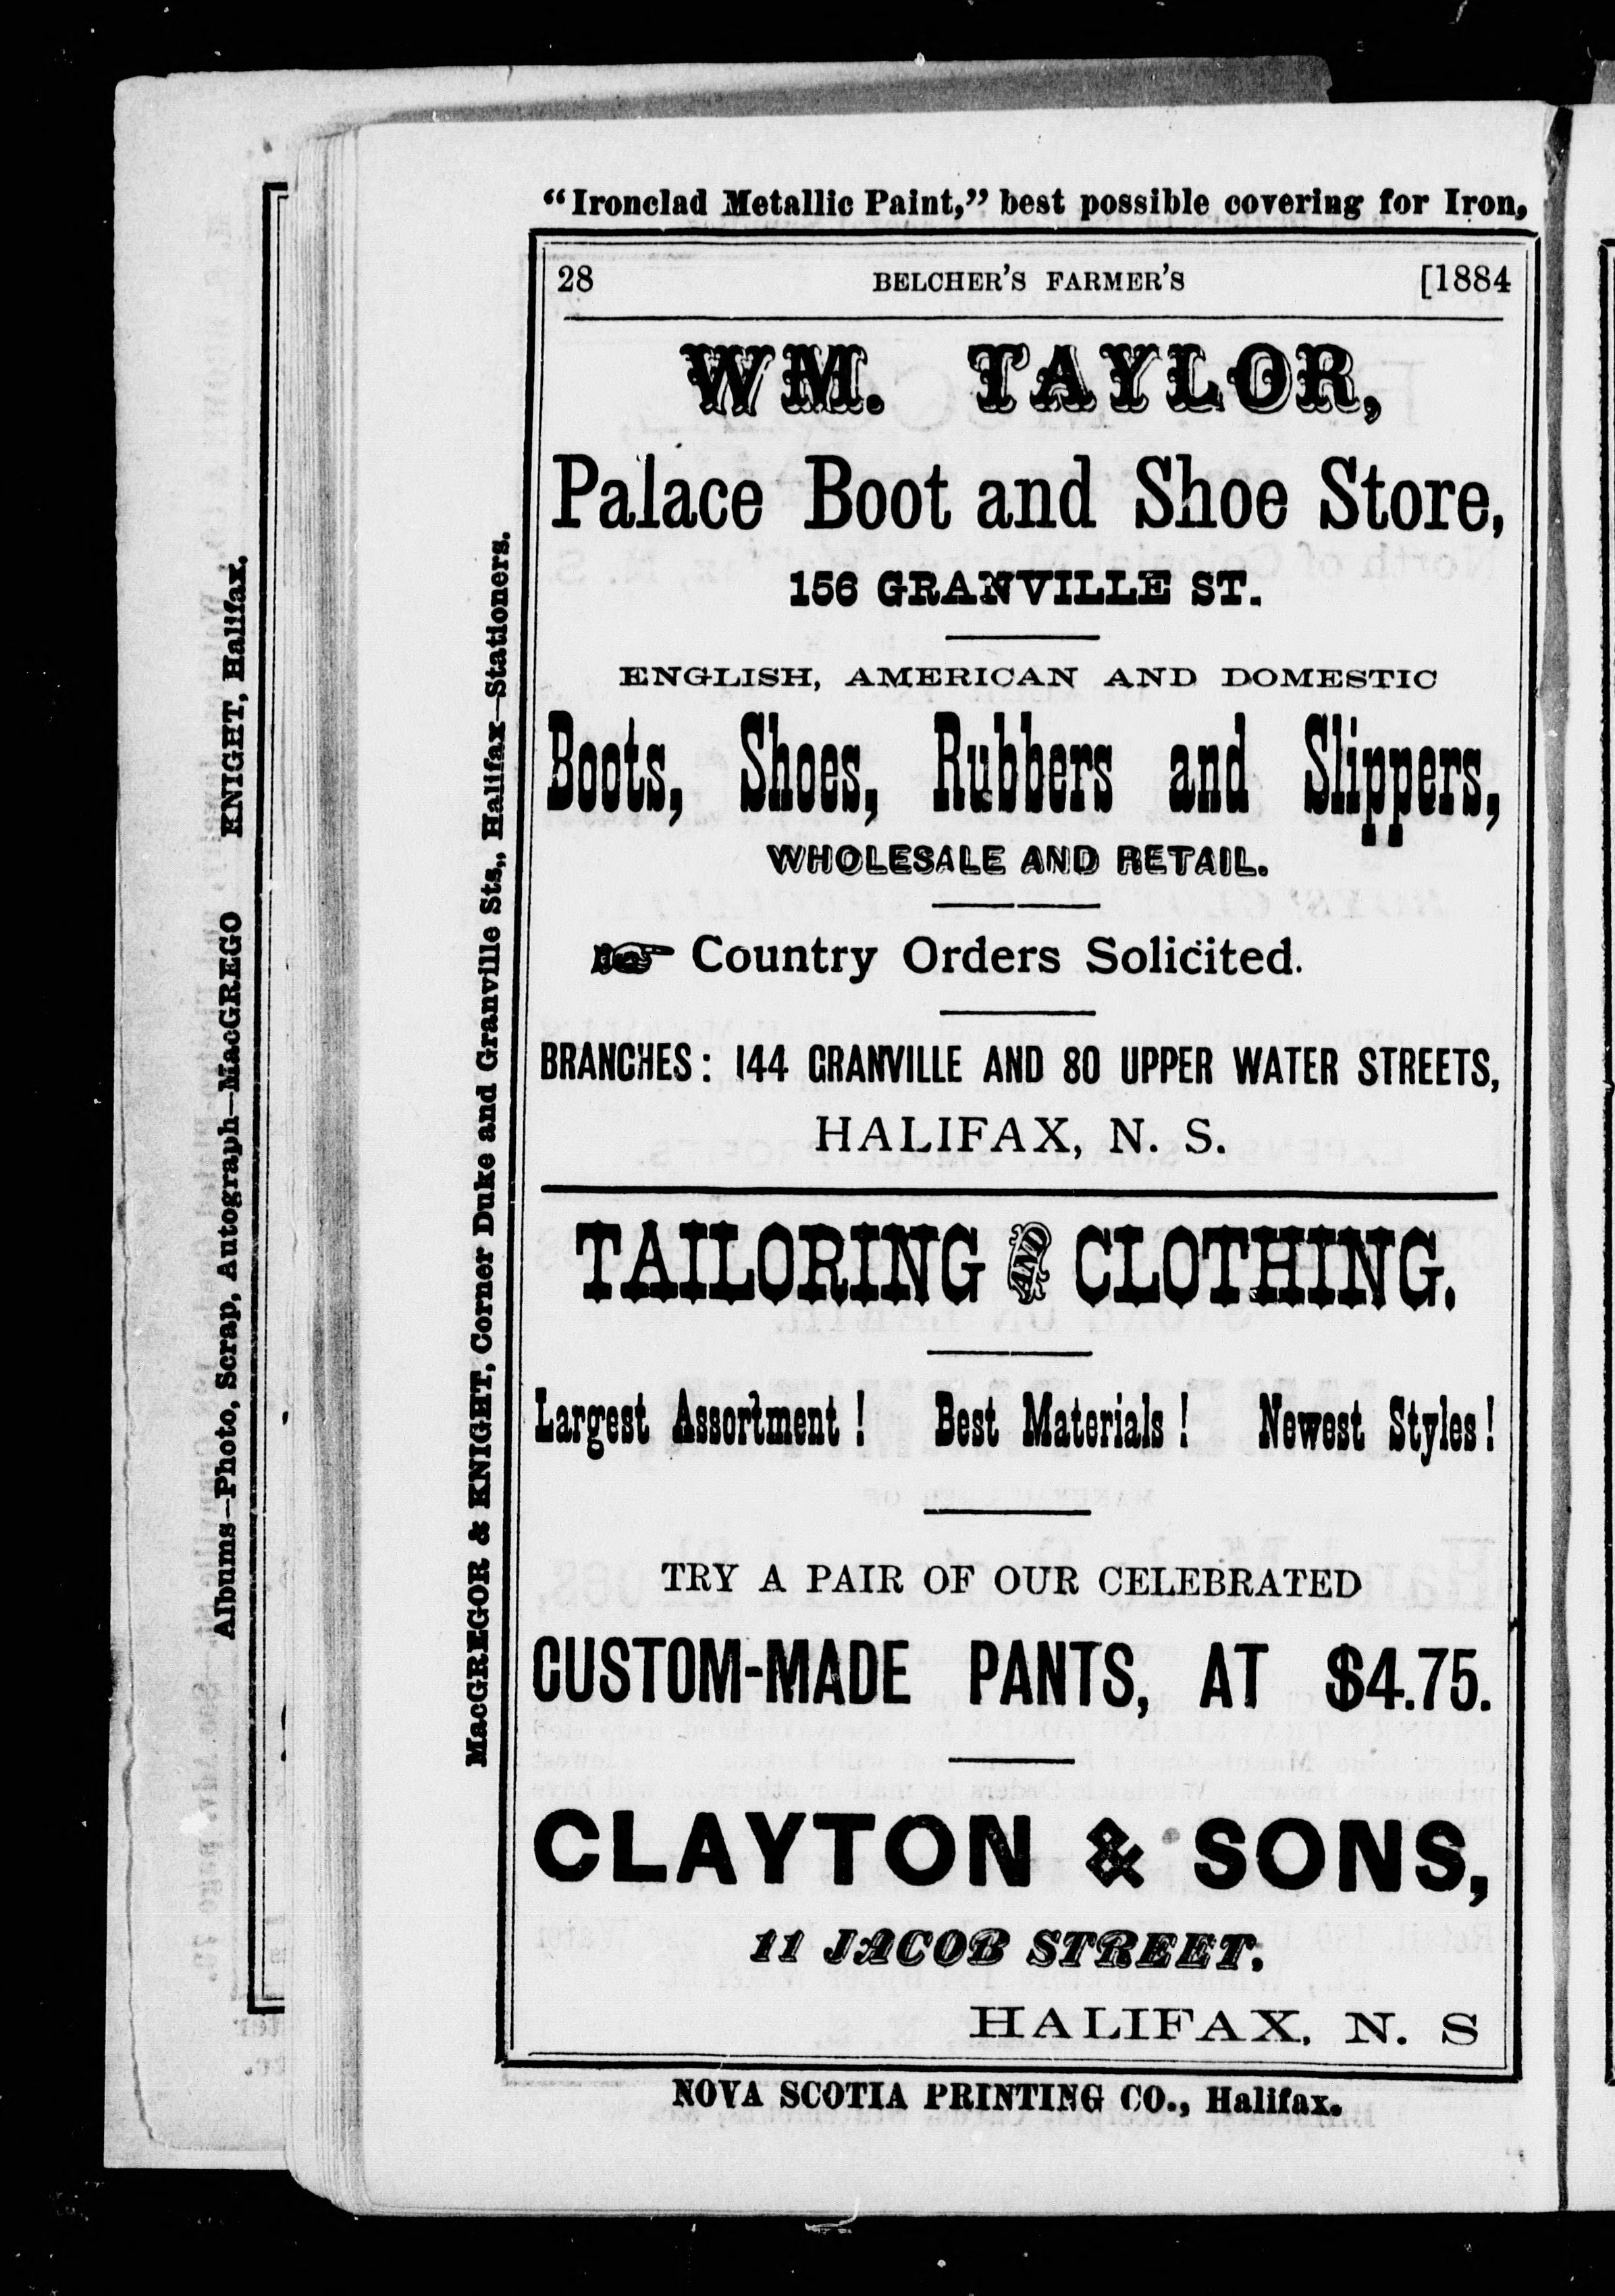 "Ironclad Metallic Paint," best possible covering for Iron,
28 BELCHER'S FARMER'S [1884
WM. TAYLOR,
Palace Boot and Shoe Store,
156 GRANVILLE ST.
ENGLISH, AMERICAN AND DOMESTIC
Boots, Shoes, Rubbers and Slippers,
WHOLESALE AND RETAIL.
☞ Country Orders Solicited.
BRANCHES: 144 GRANVILLE AND 80 UPPER WATER STREETS,
HALIFAX, N. S.
TAILORING AND CLOTHING.
Largest Assortment! Best Materials! Newest Styles!
TRY A PAIR OF OUR CELEBRATED
CUSTOM-MADE PANTS, AT $4.75.
CLAYTON & SONS,
11 JACOB STREET,
HALIFAX, N. S
NOVA SCOTIA PRINTING CO., Halifax.
MacGREGOR & KNIGHT, Corner Duke and Granville Sts,, Halifax—Stationers.
Albums—Photo, Scrap, Autograph—MacGREGO KNIGHT, Halifax.